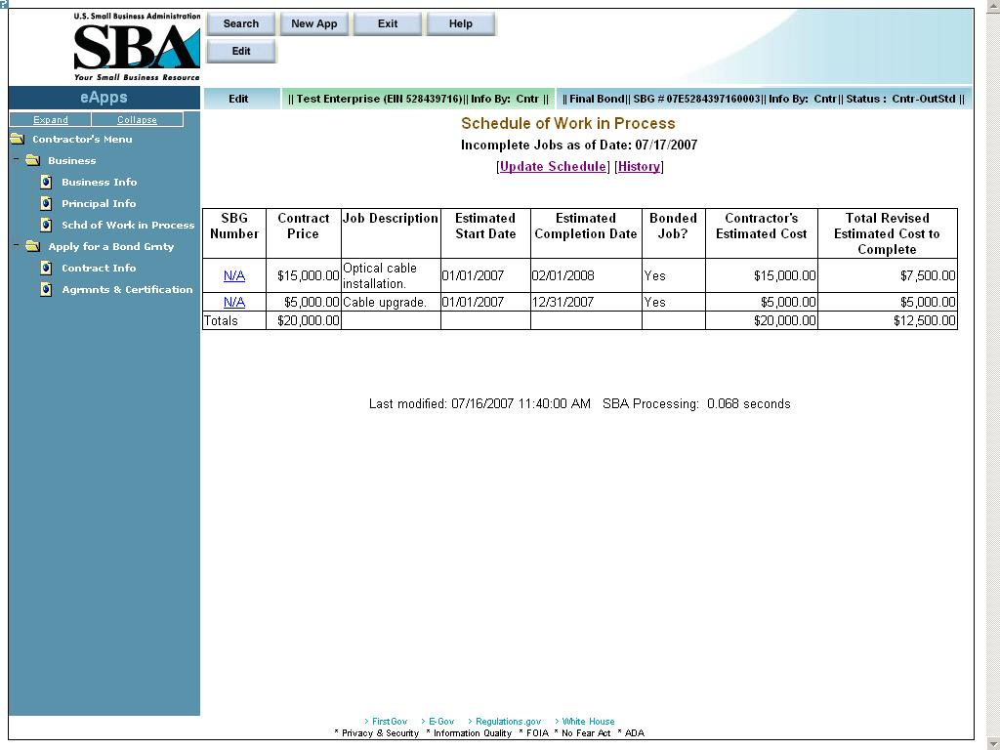 U.S. Small Business Administration
SBA
Your Small Business Resource
Search New App Exit Help
Edit
eApps
Edit || Test Enterprise (EIN 528439716)|| Info By: Cntr || || Final Bond|| SBG # 07E5284397160003|| Info By: Cntr|| Status : Cntr-OutStd ||
Expand Collapse
Contractor's Menu
Business
Business Info
Principal Info
Schd of Work in Process
Apply for a Bond Grnty
Contract Info
Agrmnts & Certification
Schedule of Work in Process
Incomplete Jobs as of Date: 07/17/2007
[Update Schedule] [History]
SBG Number Contract Price Job Description Estimated Start Date Estimated Completion Date Bonded Job? Contractor's Estimated Cost Total Revised Estimated Cost to Complete
N/A $15,000.00 Optical cable installation. 01/01/2007 02/01/2008 Yes $15,000.00 $7,500.00
N/A $5,000.00 Cable upgrade. 01/01/2007 12/31/2007 Yes $5,000.00 $5,000.00
Totals $20,000.00 $20,000.00 $12,500.00
Last modified: 07/16/2007 11:40:00 AM SBA Processing: 0.068 seconds
> FirstGov > E-Gov > Regulations.gov > White House
* Privacy & Security * Information Quality * FOIA * No Fear Act * ADA